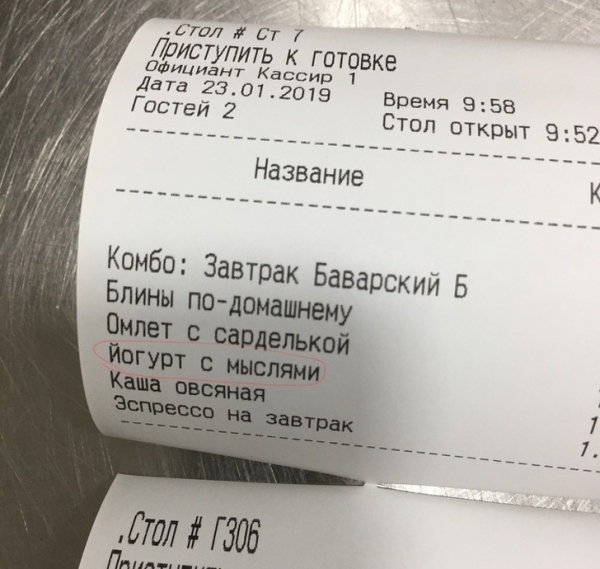 .Стол # Ст 7
Приступить к готовке
Официант Кассир 1
Дата 23.01.2019 Время 9:58
Гостей 2 Стол открыт 9:52
Название
Комбо: Завтрак Баварский Б
Блины по-домашнему
Омлет с сарделькой
йогурт с мыслями
Каша овсяная
Эспрессо на завтрак
.Стол # Г306